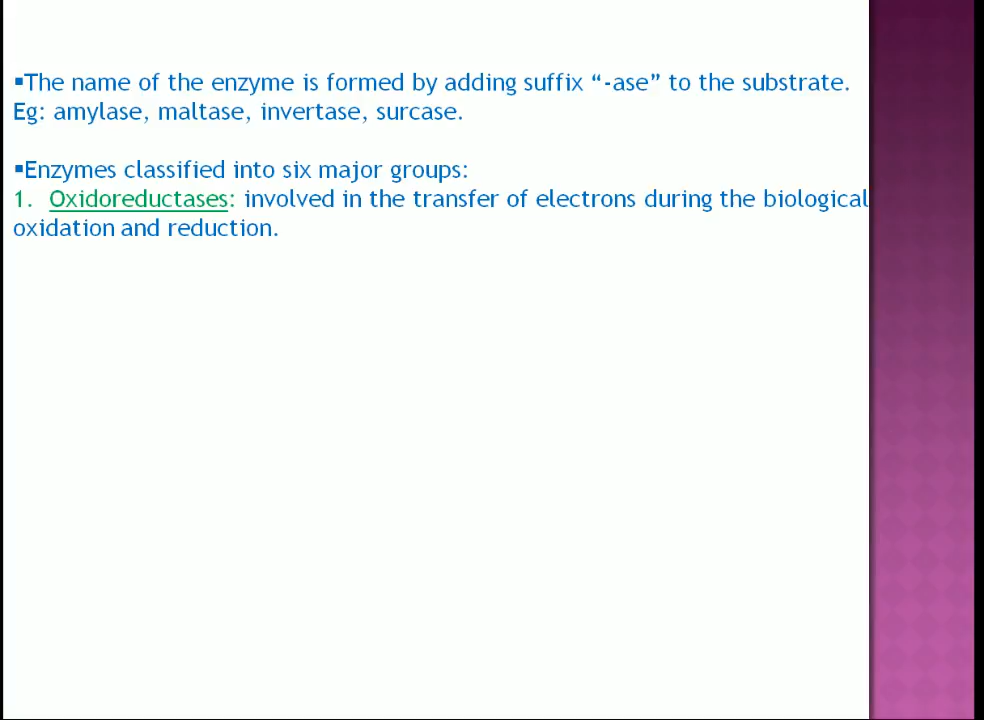 ▪The name of the enzyme is formed by adding suffix “-ase” to the substrate.
Eg: amylase, maltase, invertase, surcase.
▪Enzymes classified into six major groups:
1. Oxidoreductases: involved in the transfer of electrons during the biological
oxidation and reduction.